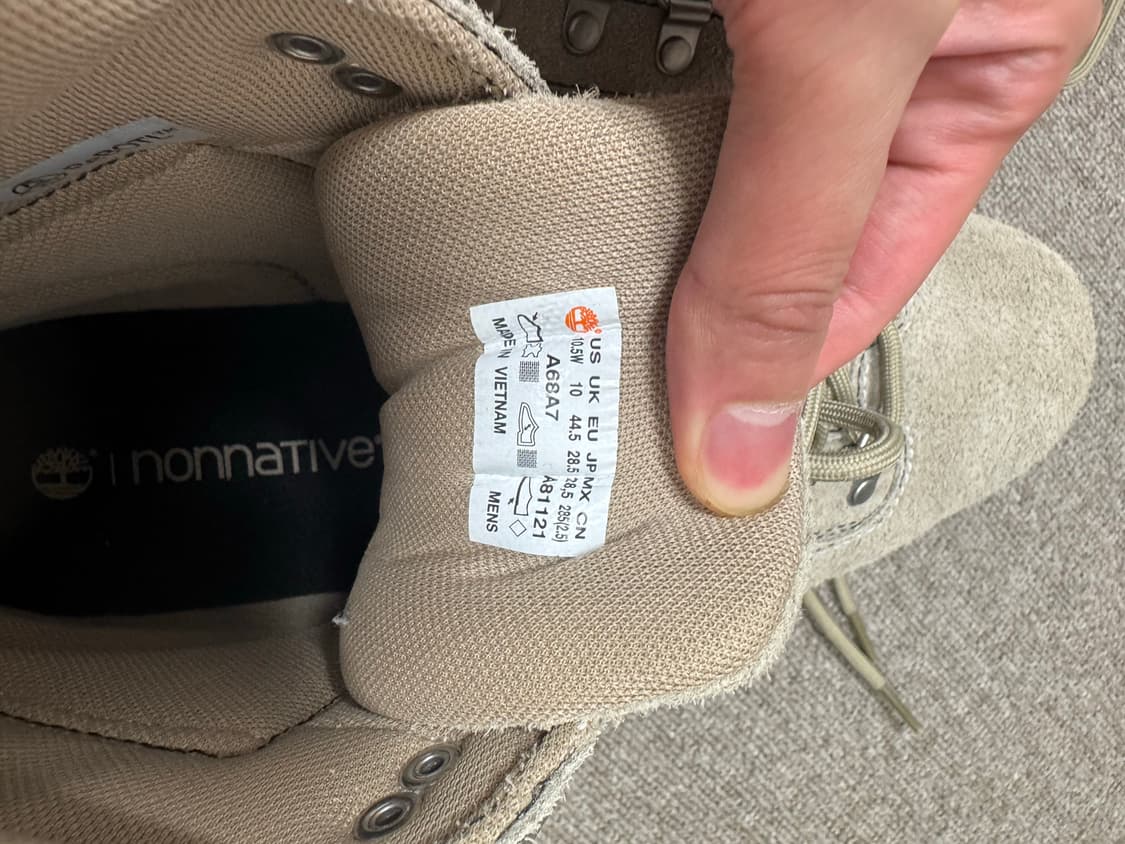 US UK EU JP MX CN
10.5W 10 44.5 28.5 28,5 285(2.5)
A68A7 A81121
MADE IN VIETNAM MENS
nonnative